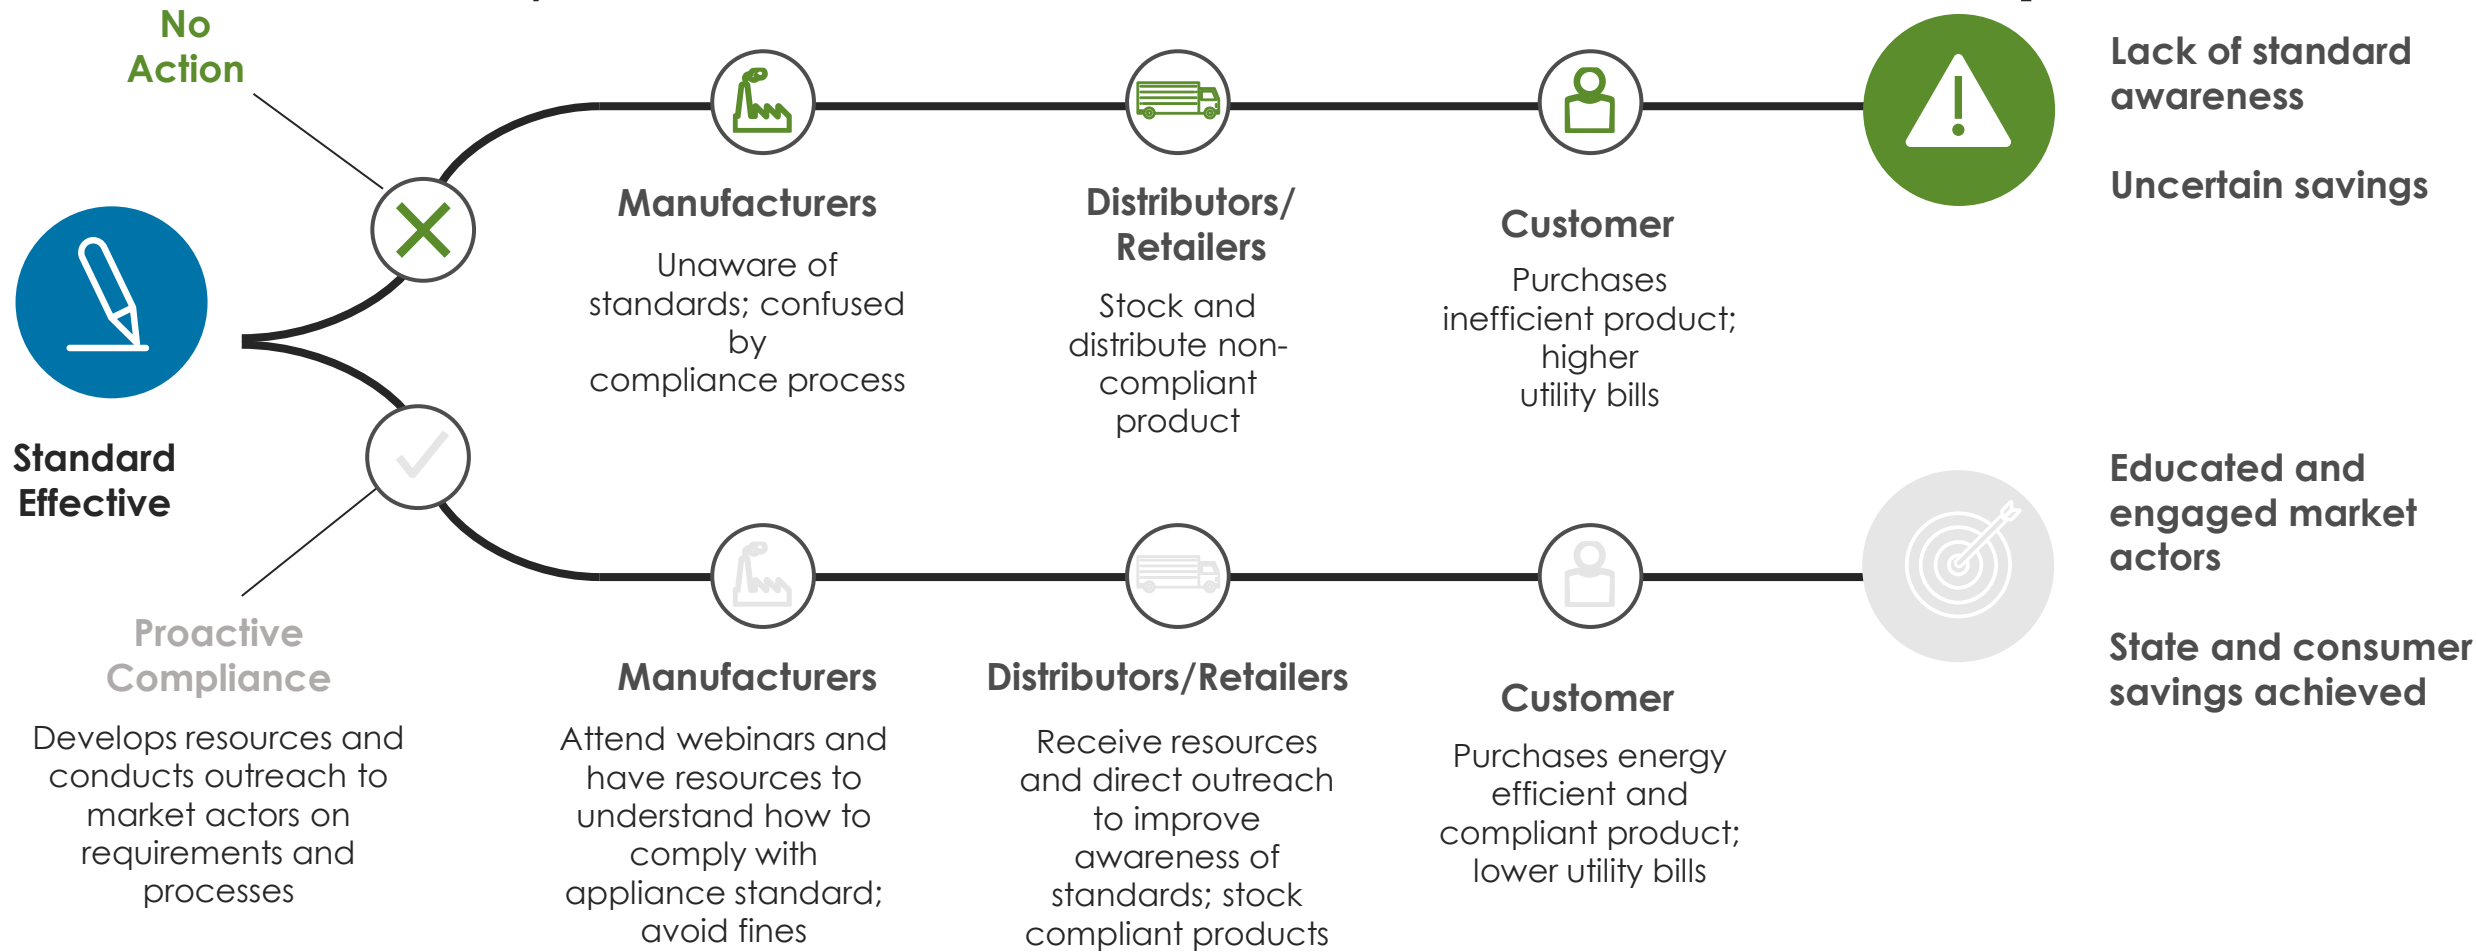 No
Action
Manufacturers
Unaware of
standards; confused
by
compliance process
Distributors/
Retailers
Stock and
distribute non-
compliant
product
Customer
Purchases
inefficient product;
higher
utility bills
Lack of standard
awareness
Uncertain savings
Standard
Effective
Proactive
Compliance
Develops resources and
conducts outreach to
market actors on
requirements and
processes
Manufacturers
Attend webinars and
have resources to
understand how to
comply with
appliance standard;
avoid fines
Distributors/Retailers
Receive resources
and direct outreach
to improve
awareness of
standards; stock
compliant products
Customer
Purchases energy
efficient and
compliant product;
lower utility bills
Educated and
engaged market
actors
State and consumer
savings achieved